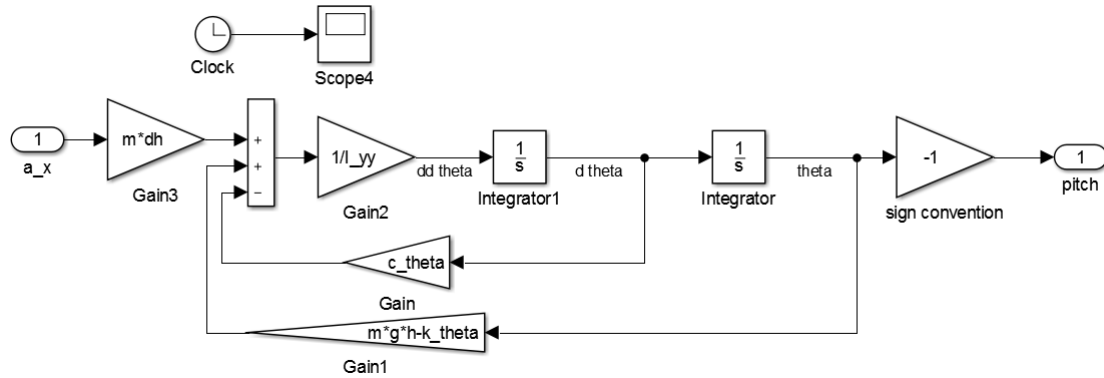 Clock
Scope4
1
a_x
m*dh
Gain3
+
+
−
1/I_yy
Gain2
dd theta
1
s
Integrator1
d theta
1
s
Integrator
theta
-1
sign convention
1
pitch
c_theta
Gain
m*g*h-k_theta
Gain1